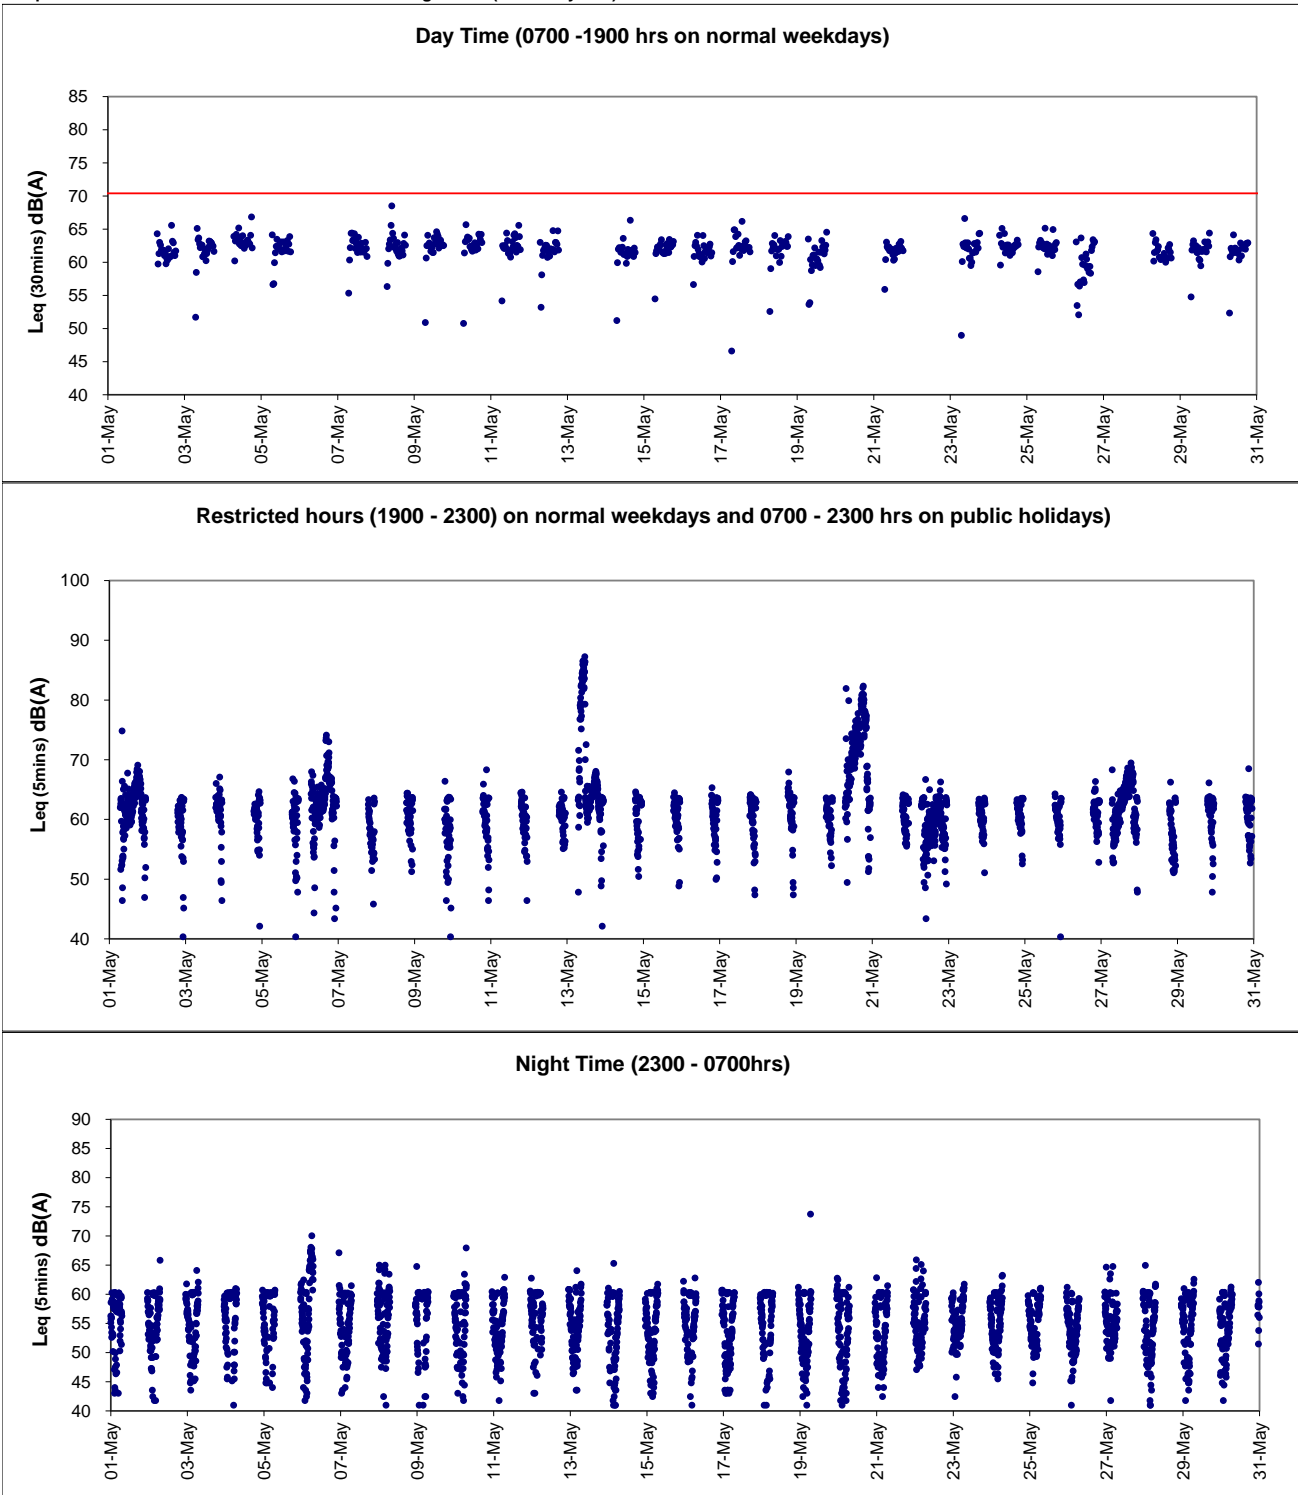 Day Time (0700 -1900 hrs on normal weekdays)
Leq (30mins) dB(A)
85
80
75
70
65
60
55
50
45
40
01-May
03-May
05-May
07-May
09-May
11-May
13-May
15-May
17-May
19-May
21-May
23-May
25-May
27-May
29-May
31-May
Restricted hours (1900 - 2300) on normal weekdays and 0700 - 2300 hrs on public holidays)
Leq (5mins) dB(A)
100
90
80
70
60
50
40
01-May
03-May
05-May
07-May
09-May
11-May
13-May
15-May
17-May
19-May
21-May
23-May
25-May
27-May
29-May
31-May
Night Time (2300 - 0700hrs)
Leq (5mins) dB(A)
90
85
80
75
70
65
60
55
50
45
40
01-May
03-May
05-May
07-May
09-May
11-May
13-May
15-May
17-May
19-May
21-May
23-May
25-May
27-May
29-May
31-May